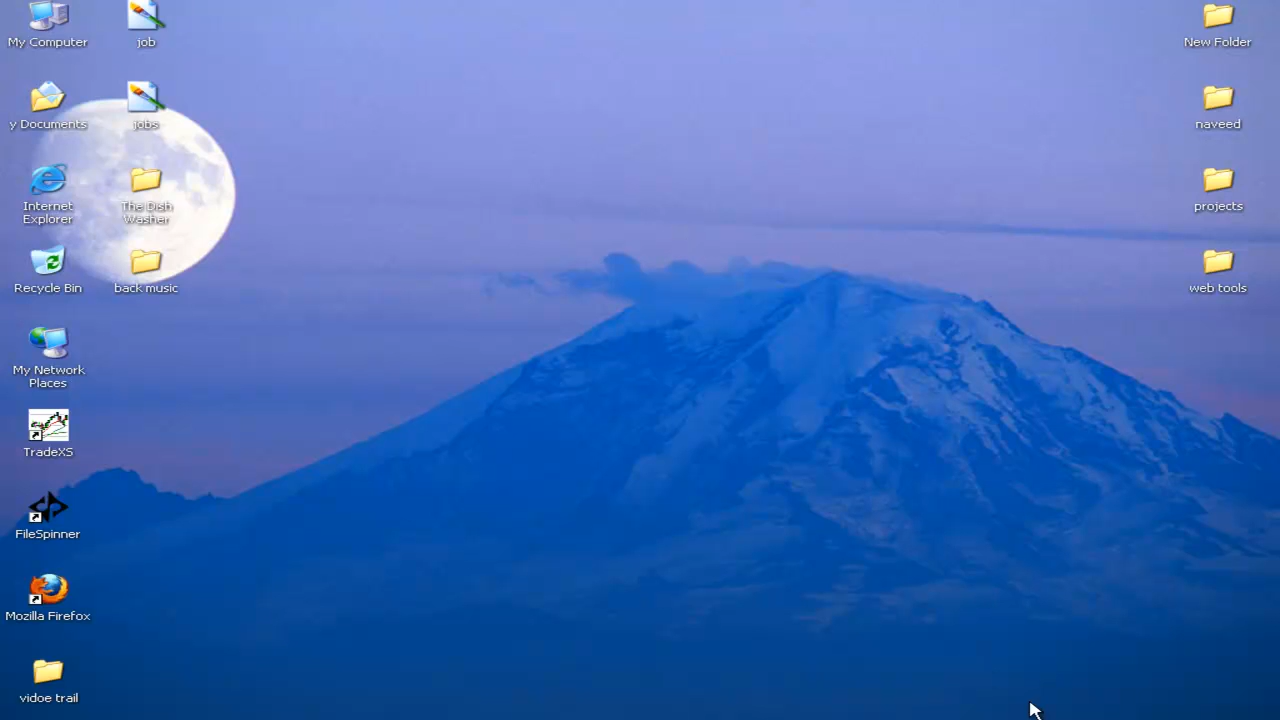 My Computer
job
New Folder
y Documents
jobs
naveed
Internet
Explorer
The Dish
Washer
projects
Recycle Bin
back music
web tools
My Network
Places
TradeXS
FileSpinner
Mozilla Firefox
vidoe trail